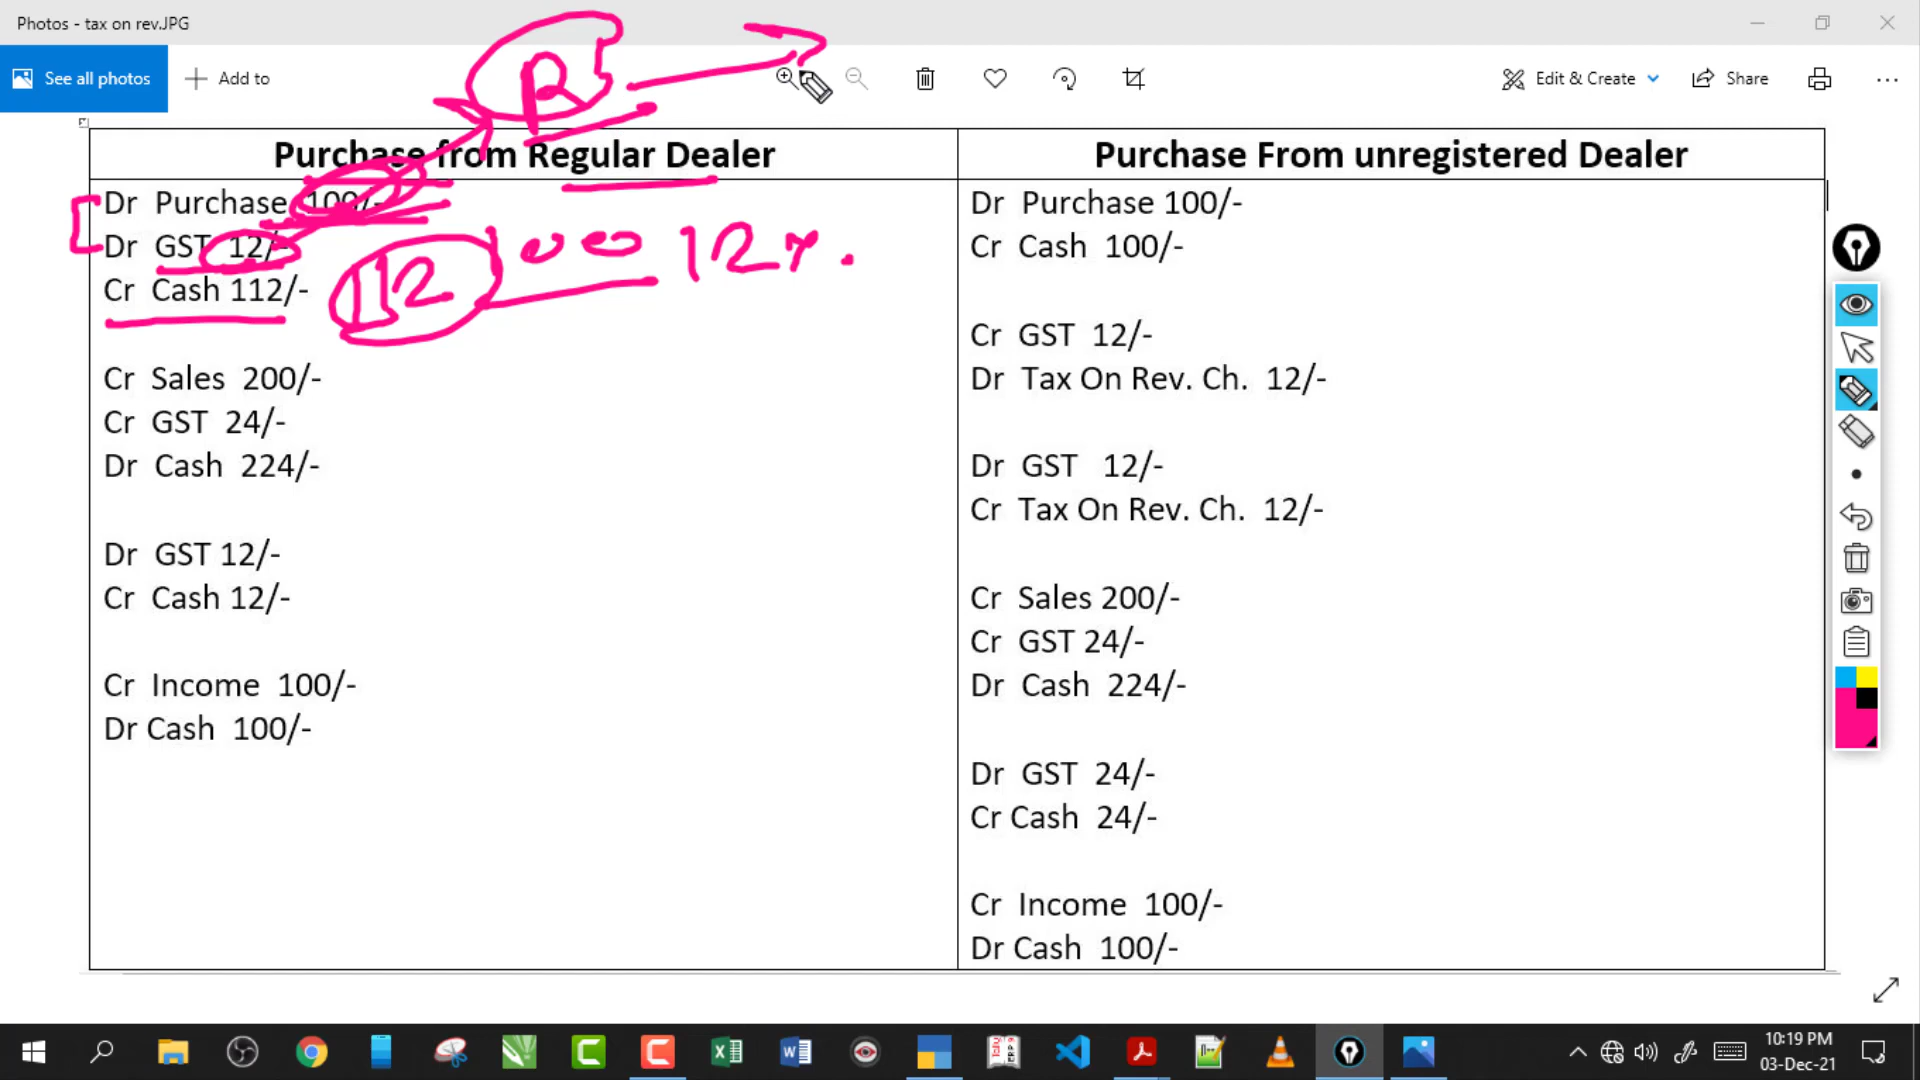 Photos - tax on rev.JPG
See all photos
Add to
Edit & Create
Share
R
Purchase from Regular Dealer
Dr Purchase 100/-
Dr GST 12/-
Cr Cash 112/-
112
100 12%.
Cr Sales 200/-
Cr GST 24/-
Dr Cash 224/-
Dr GST 12/-
Cr Cash 12/-
Cr Income 100/-
Dr Cash 100/-
Purchase From unregistered Dealer
Dr Purchase 100/-
Cr Cash 100/-
Cr GST 12/-
Dr Tax On Rev. Ch. 12/-
Dr GST 12/-
Cr Tax On Rev. Ch. 12/-
Cr Sales 200/-
Cr GST 24/-
Dr Cash 224/-
Dr GST 24/-
Cr Cash 24/-
Cr Income 100/-
Dr Cash 100/-
10:19 PM
03-Dec-21